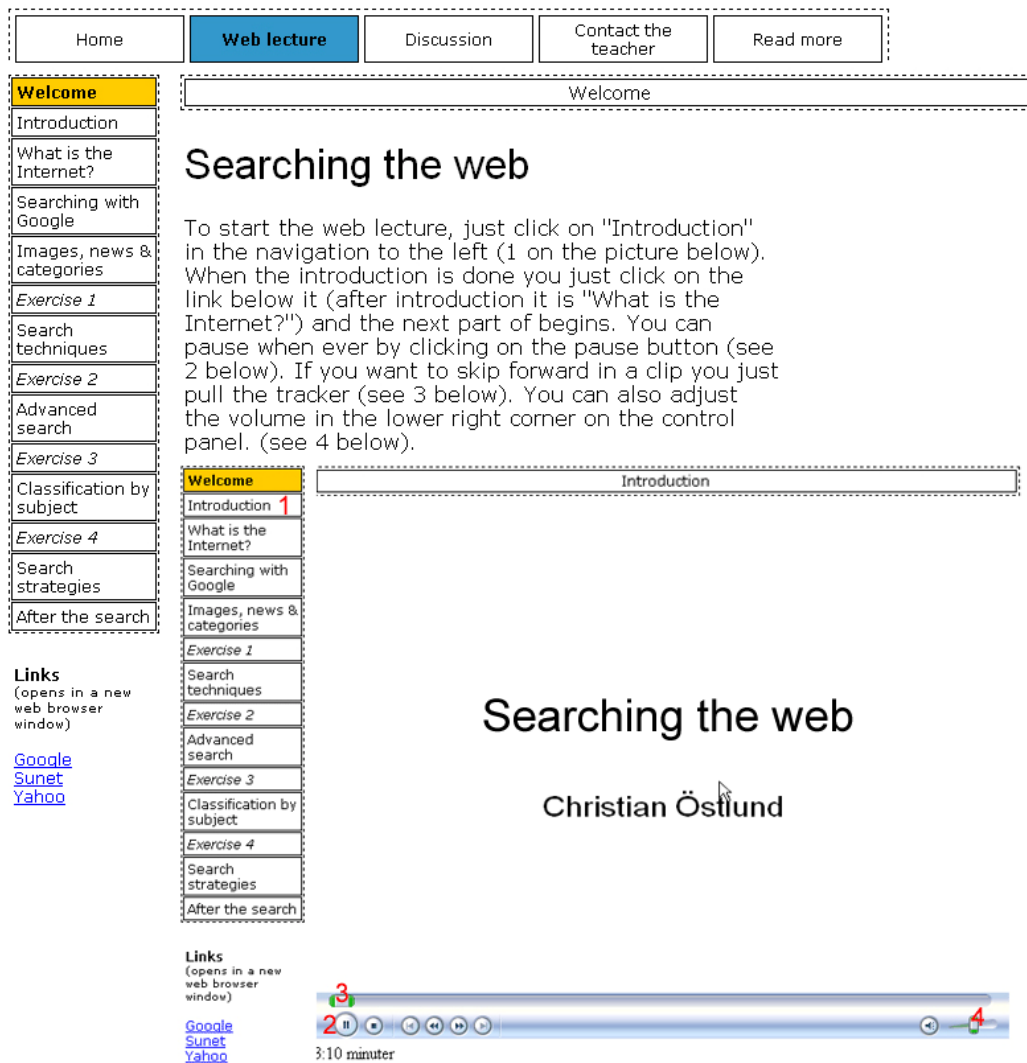 Home
Web lecture
Discussion
Contact the
teacher
Read more
Welcome
Introduction
What is the
Internet?
Searching with
Google
Images, news &
categories
Exercise 1
Search
techniques
Exercise 2
Advanced
search
Exercise 3
Classification by
subject
Exercise 4
Search
strategies
After the search
Links
(opens in a new
web browser
window)
Google
Sunet
Yahoo
Welcome
Searching the web
To start the web lecture, just click on "Introduction"
in the navigation to the left (1 on the picture below).
When the introduction is done you just click on the
link below it (after introduction it is "What is the
Internet?") and the next part of begins. You can
pause when ever by clicking on the pause button (see
2 below). If you want to skip forward in a clip you just
pull the tracker (see 3 below). You can also adjust
the volume in the lower right corner on the control
panel. (see 4 below).
Welcome
Introduction 1
What is the
Internet?
Searching with
Google
Images, news &
categories
Exercise 1
Search
techniques
Exercise 2
Advanced
search
Exercise 3
Classification by
subject
Exercise 4
Search
strategies
After the search
Links
(opens in a new
web browser
window)
Google
Sunet
Yahoo
Introduction
Searching the web
Christian Östlund
3
2
4
3:10 minuter